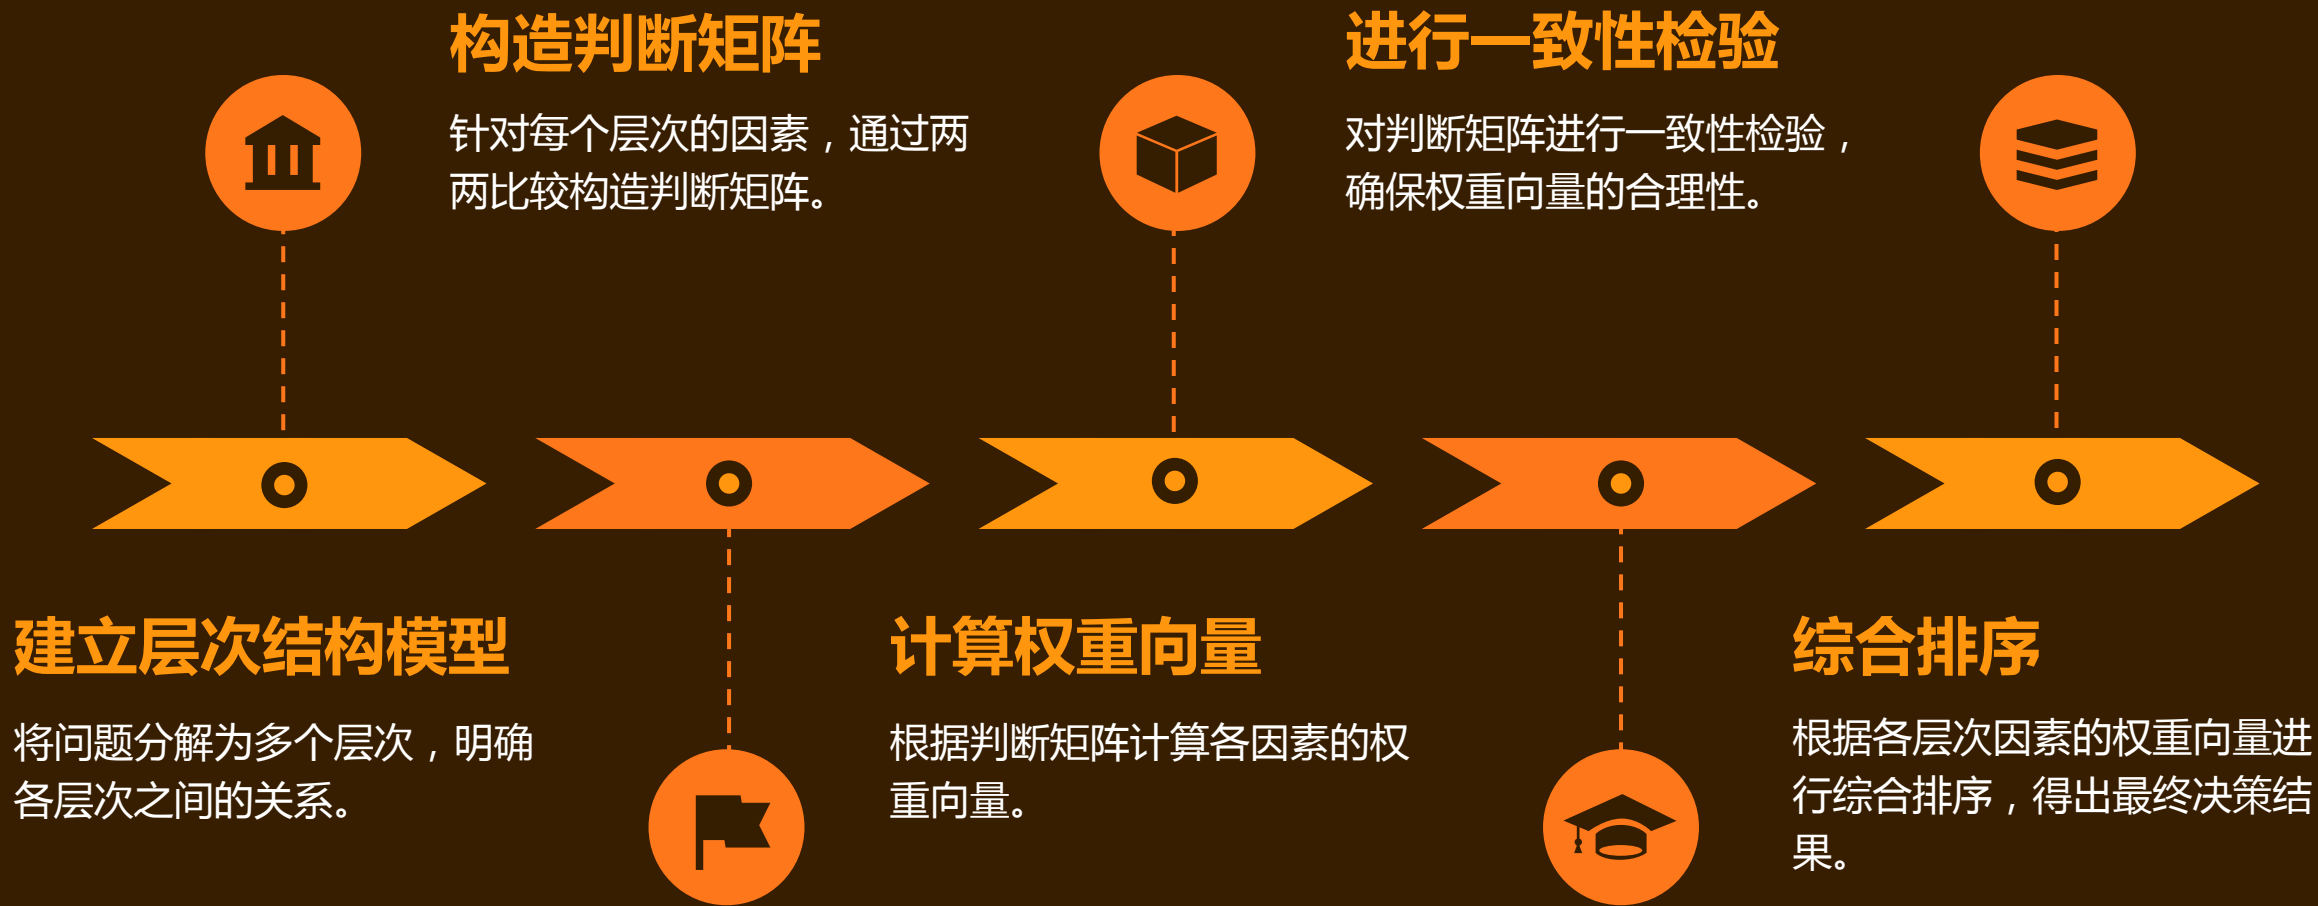 构造判断矩阵
针对每个层次的因素，通过两
两比较构造判断矩阵。
进行一致性检验
对判断矩阵进行一致性检验，
确保权重向量的合理性。
建立层次结构模型
将问题分解为多个层次，明确
各层次之间的关系。
计算权重向量
根据判断矩阵计算各因素的权
重向量。
综合排序
根据各层次因素的权重向量进
行综合排序，得出最终决策结
果。